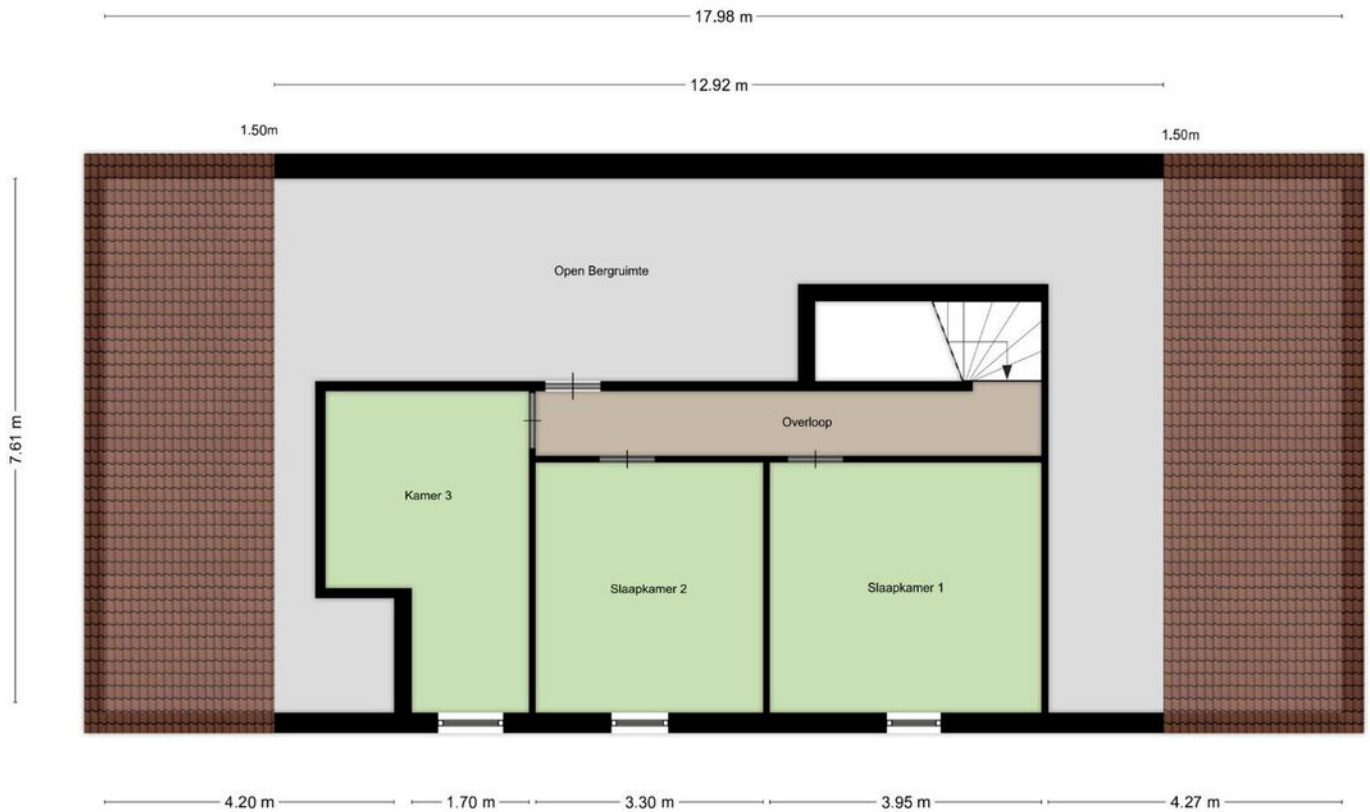 17.98 m
12.92 m
1.50m
1.50m
Open Bergruimte
7.61 m
Overloop
Kamer 3
Slaapkamer 2
Slaapkamer 1
4.20 m
1.70 m
3.30 m
3.95 m
4.27 m